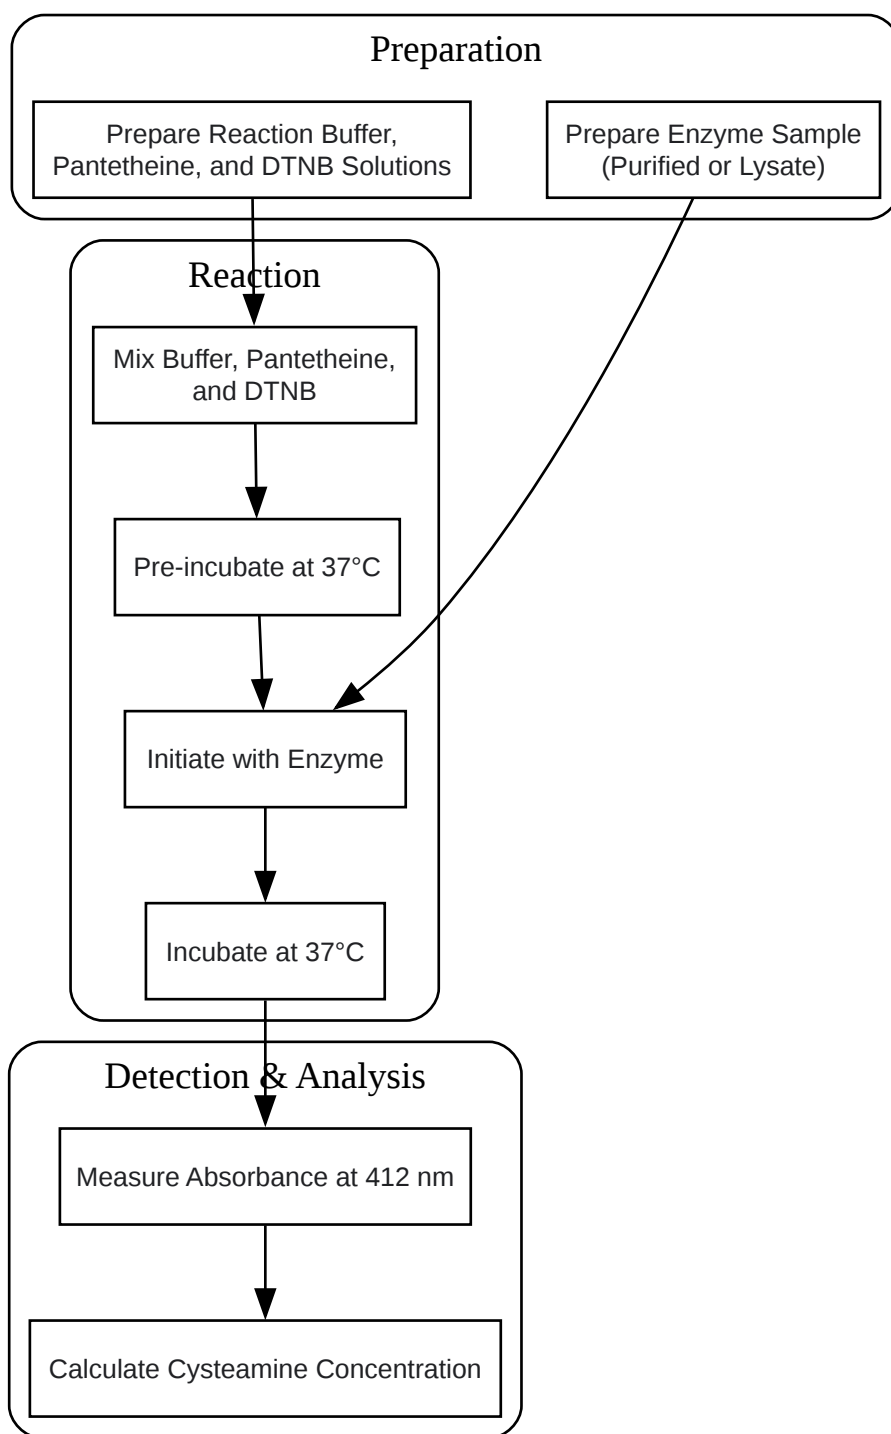 Preparation
Prepare Reaction Buffer,
Pantetheine, and DTNB Solutions
Prepare Enzyme Sample
(Purified or Lysate)
Reaction
Mix Buffer, Pantetheine,
and DTNB
Pre-incubate at 37°C
Initiate with Enzyme
Incubate at 37°C
Detection & Analysis
Measure Absorbance at 412 nm
Calculate Cysteamine Concentration